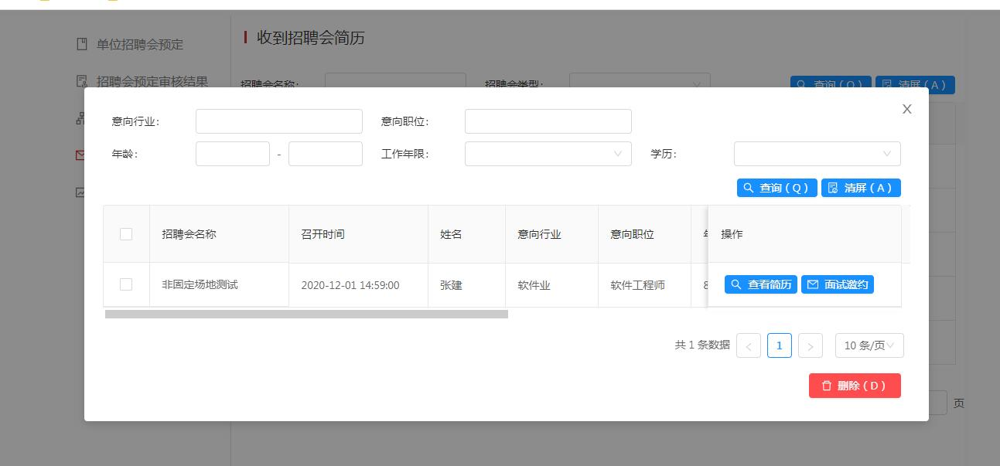 单位招聘会预定
收到招聘会简历
招聘会预定审核结果
招聘会名称:
招聘会类型:
查询(Q)
清屏(A)
X
意向行业:
意向职位:
年龄:
-
工作年限:
学历:
查询(Q)
清屏(A)
招聘会名称 召开时间 姓名 意向行业 意向职位 操作
非固定场地测试 2020-12-01 14:59:00 张建 软件业 软件工程师 8 查看简历 面试邀约
共 1 条数据 < 1 > 10 条/页
删除(D)
页